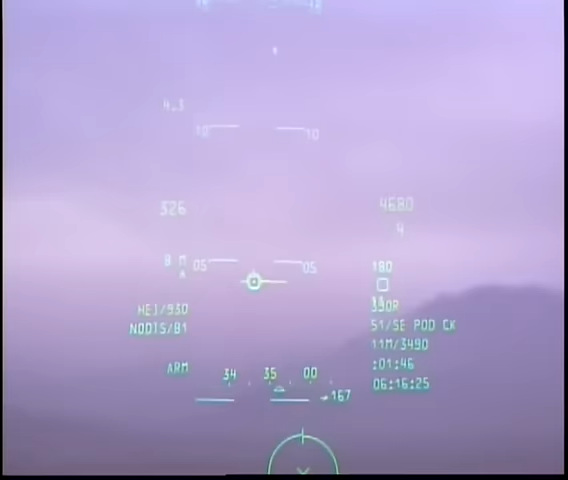 4.3
10 10
326 4680
4
8
05 05
180
HEI/930 390R
NODIS/81 51/SE POD CK
11M/3490
ARM :01:46
34 35 00 06:16:25
167